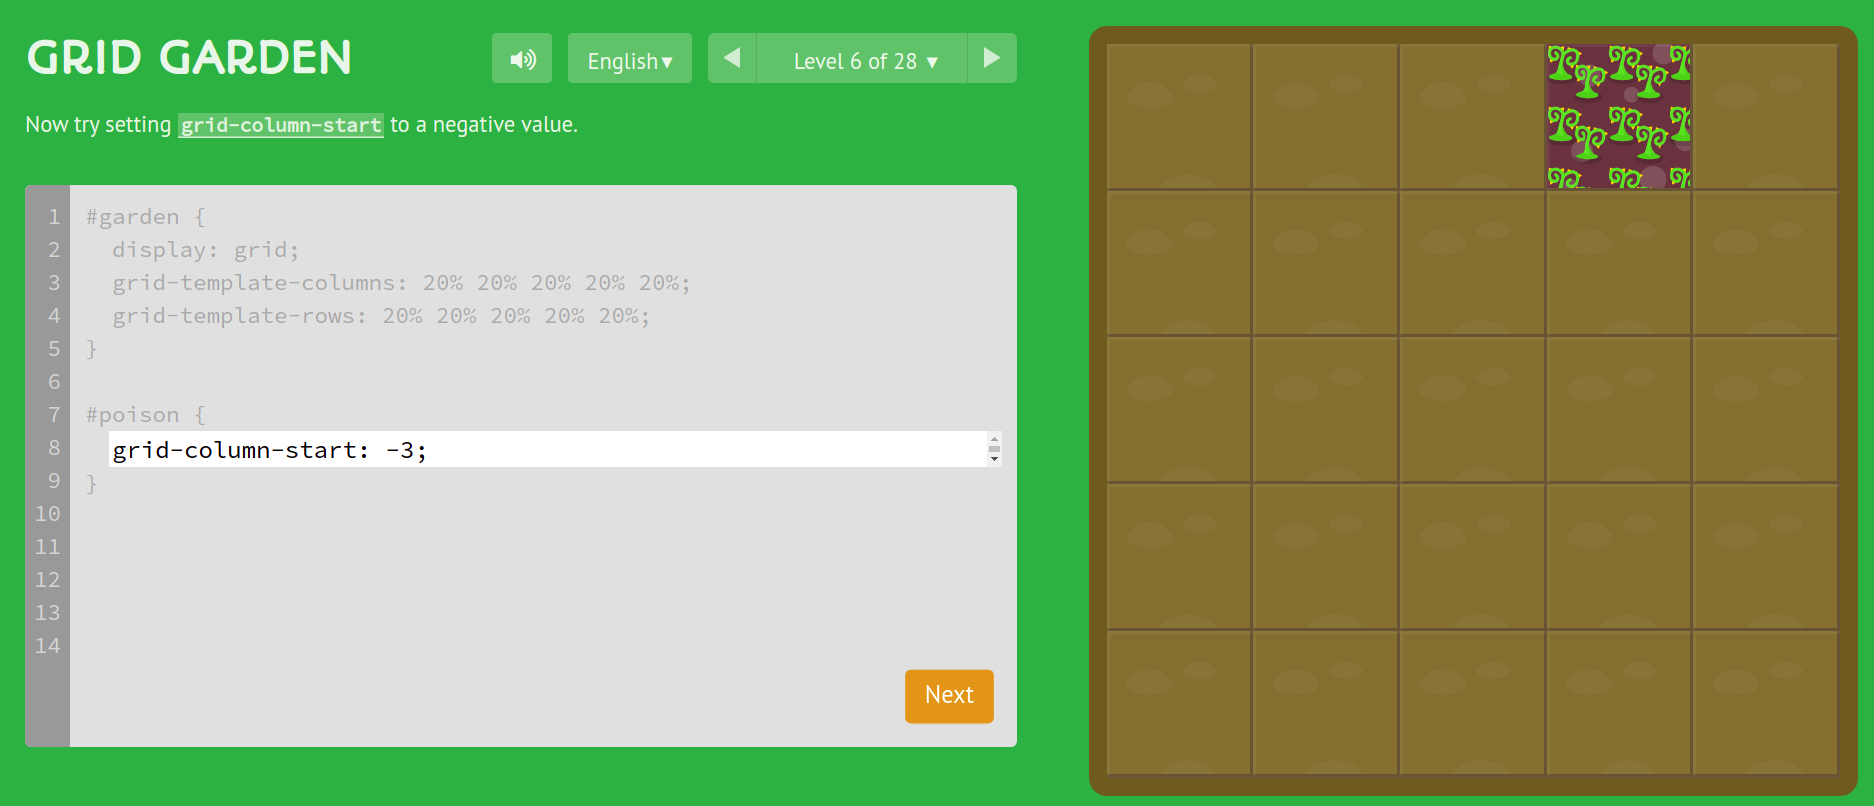 GRID GARDEN
English▾
Level 6 of 28 ▾
Now try setting grid-column-start to a negative value.
1 #garden {
2 display: grid;
3 grid-template-columns: 20% 20% 20% 20% 20%;
4 grid-template-rows: 20% 20% 20% 20% 20%;
5 }
6
7 #poison {
8 grid-column-start: -3;
9 }
10
11
12
13
14
Next